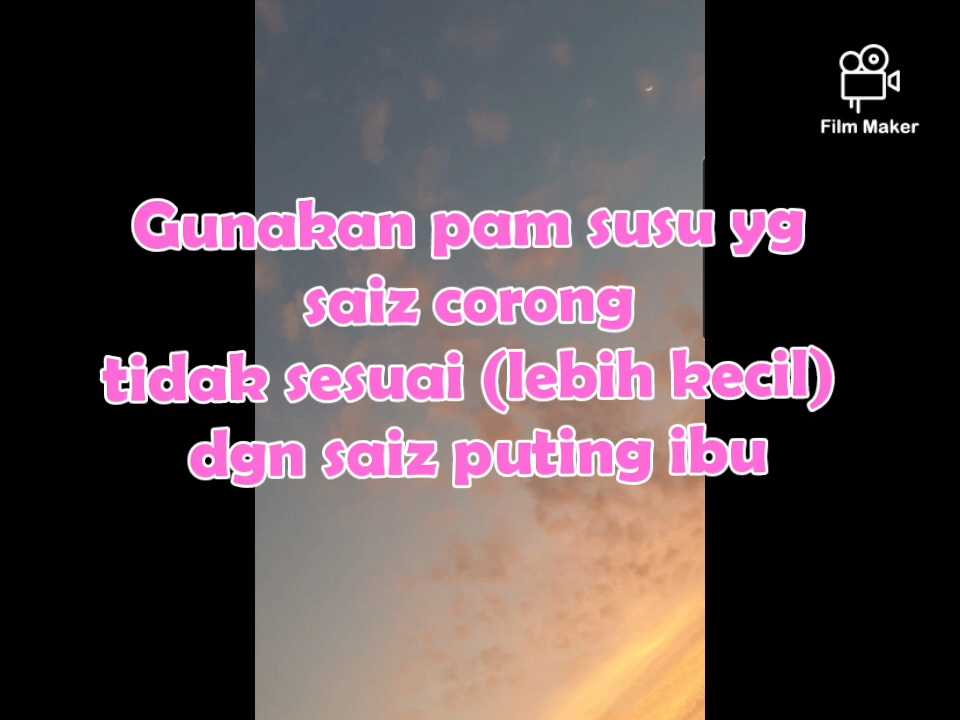 Film Maker
Gunakan pam susu yg
saiz corong
tidak sesuai (lebih kecil)
dgn saiz puting ibu